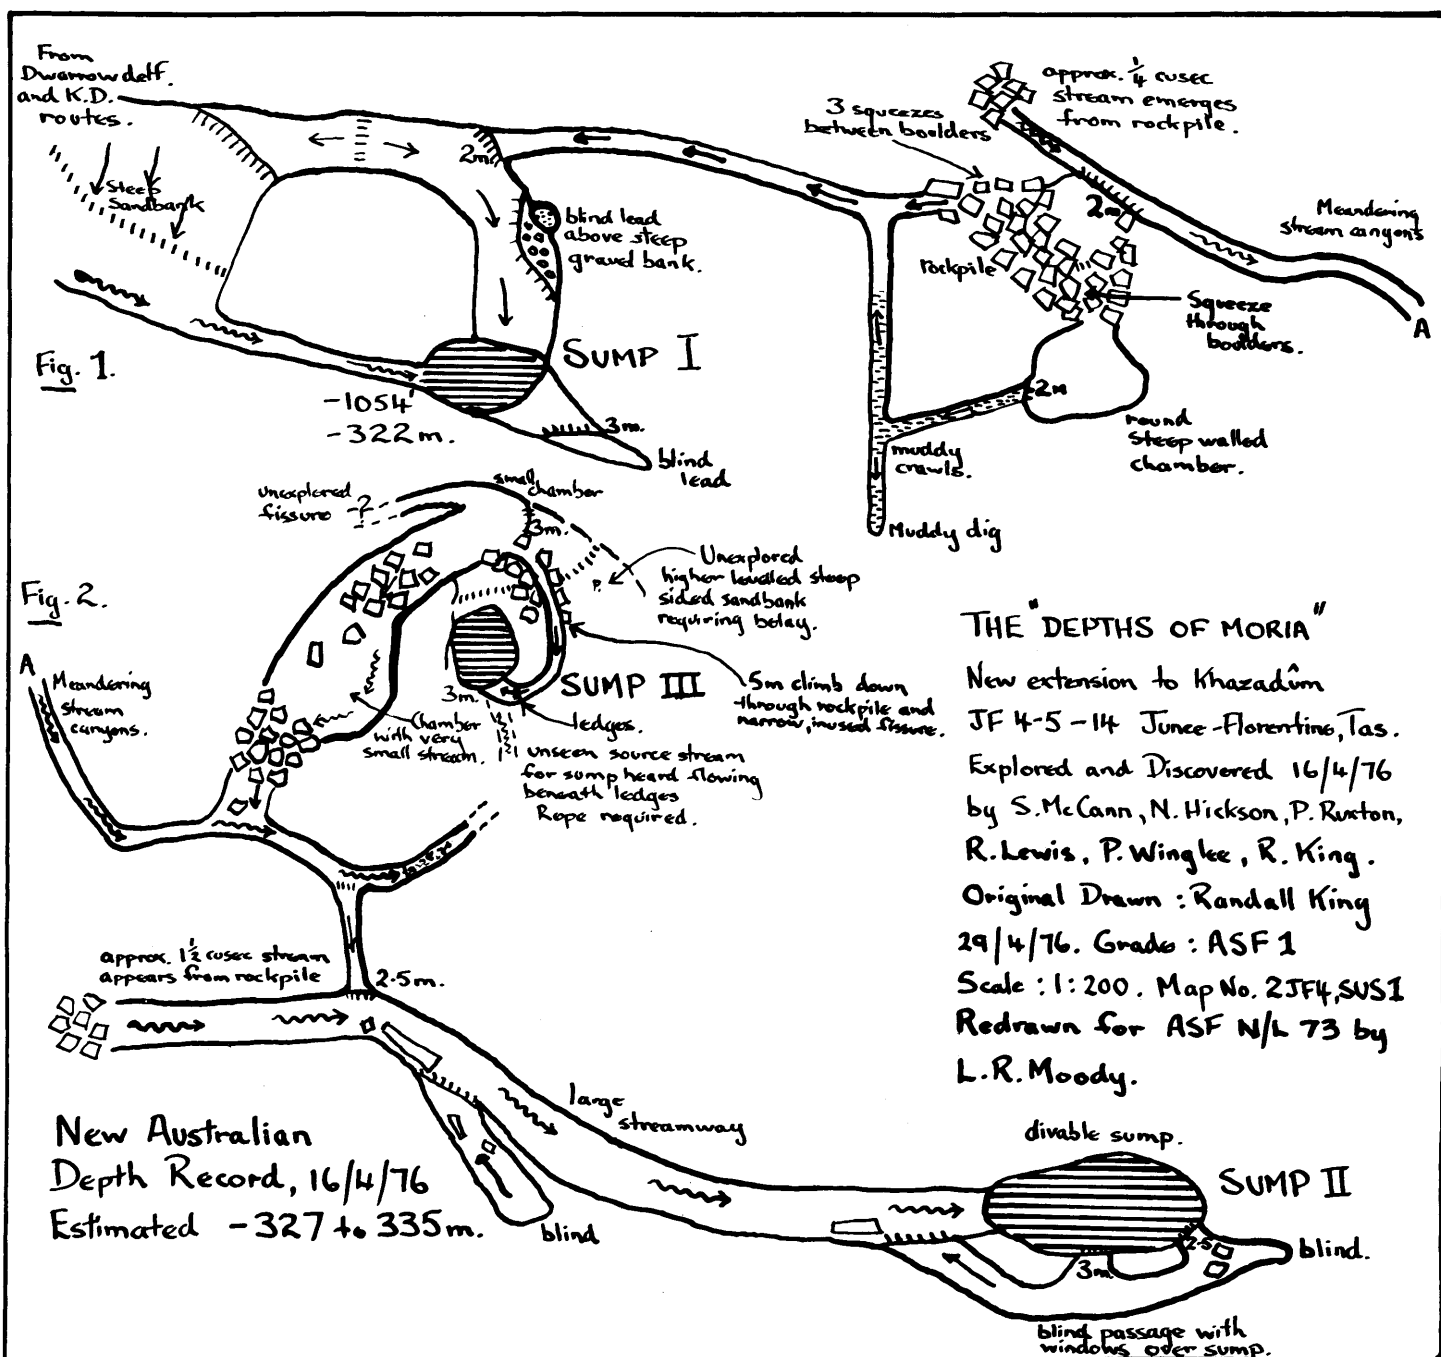 From
Dwarrowdelf.
and K.D.
routes.
Steep
Sandbank
2m.
blind lead
above steep
gravel bank.
3 squeezes
between boulders
approx. ¼ cusec
stream emerges
from rockpile.
2m
Meandering
stream canyons
A
rockpile
Squeeze
through
boulders.
2m
round
steep walled
chamber.
muddy
crawls.
Muddy dig
Fig. 1.
SUMP I
-1054'
-322m.
3m.
blind
lead
Fig. 2.
unexplored
fissure -?
small chamber
3m.
Unexplored
higher levelled steep
sided sandbank
requiring belay.
?.
A
Meandering
stream
canyons.
Chamber
with very
small stream.
3m.
SUMP III
ledges.
5m climb down
through rockpile and
narrow, inused fissure.
unseen source stream
for sump heard flowing
beneath ledges
Rope required.
approx. 1½ cusec stream
appears from rockpile
2.5m.
large
streamway
blind
divable sump.
SUMP II
2.5
blind.
3m
blind passage with
windows over sump.
New Australian
Depth Record, 16/4/76
Estimated -327 to 335m.
THE "DEPTHS OF MORIA"
New extension to Khazadûm
JF 4-5-14 Junee-Florentine, Tas.
Explored and Discovered 16/4/76
by S. McCann, N. Hickson, P. Ruxton,
R. Lewis, P. Winglee, R. King.
Original Drawn : Randall King
29/4/76. Grade : ASF 1
Scale : 1:200. Map No. 2JF4, SUS1
Redrawn for ASF N/L 73 by
L.R. Moody.